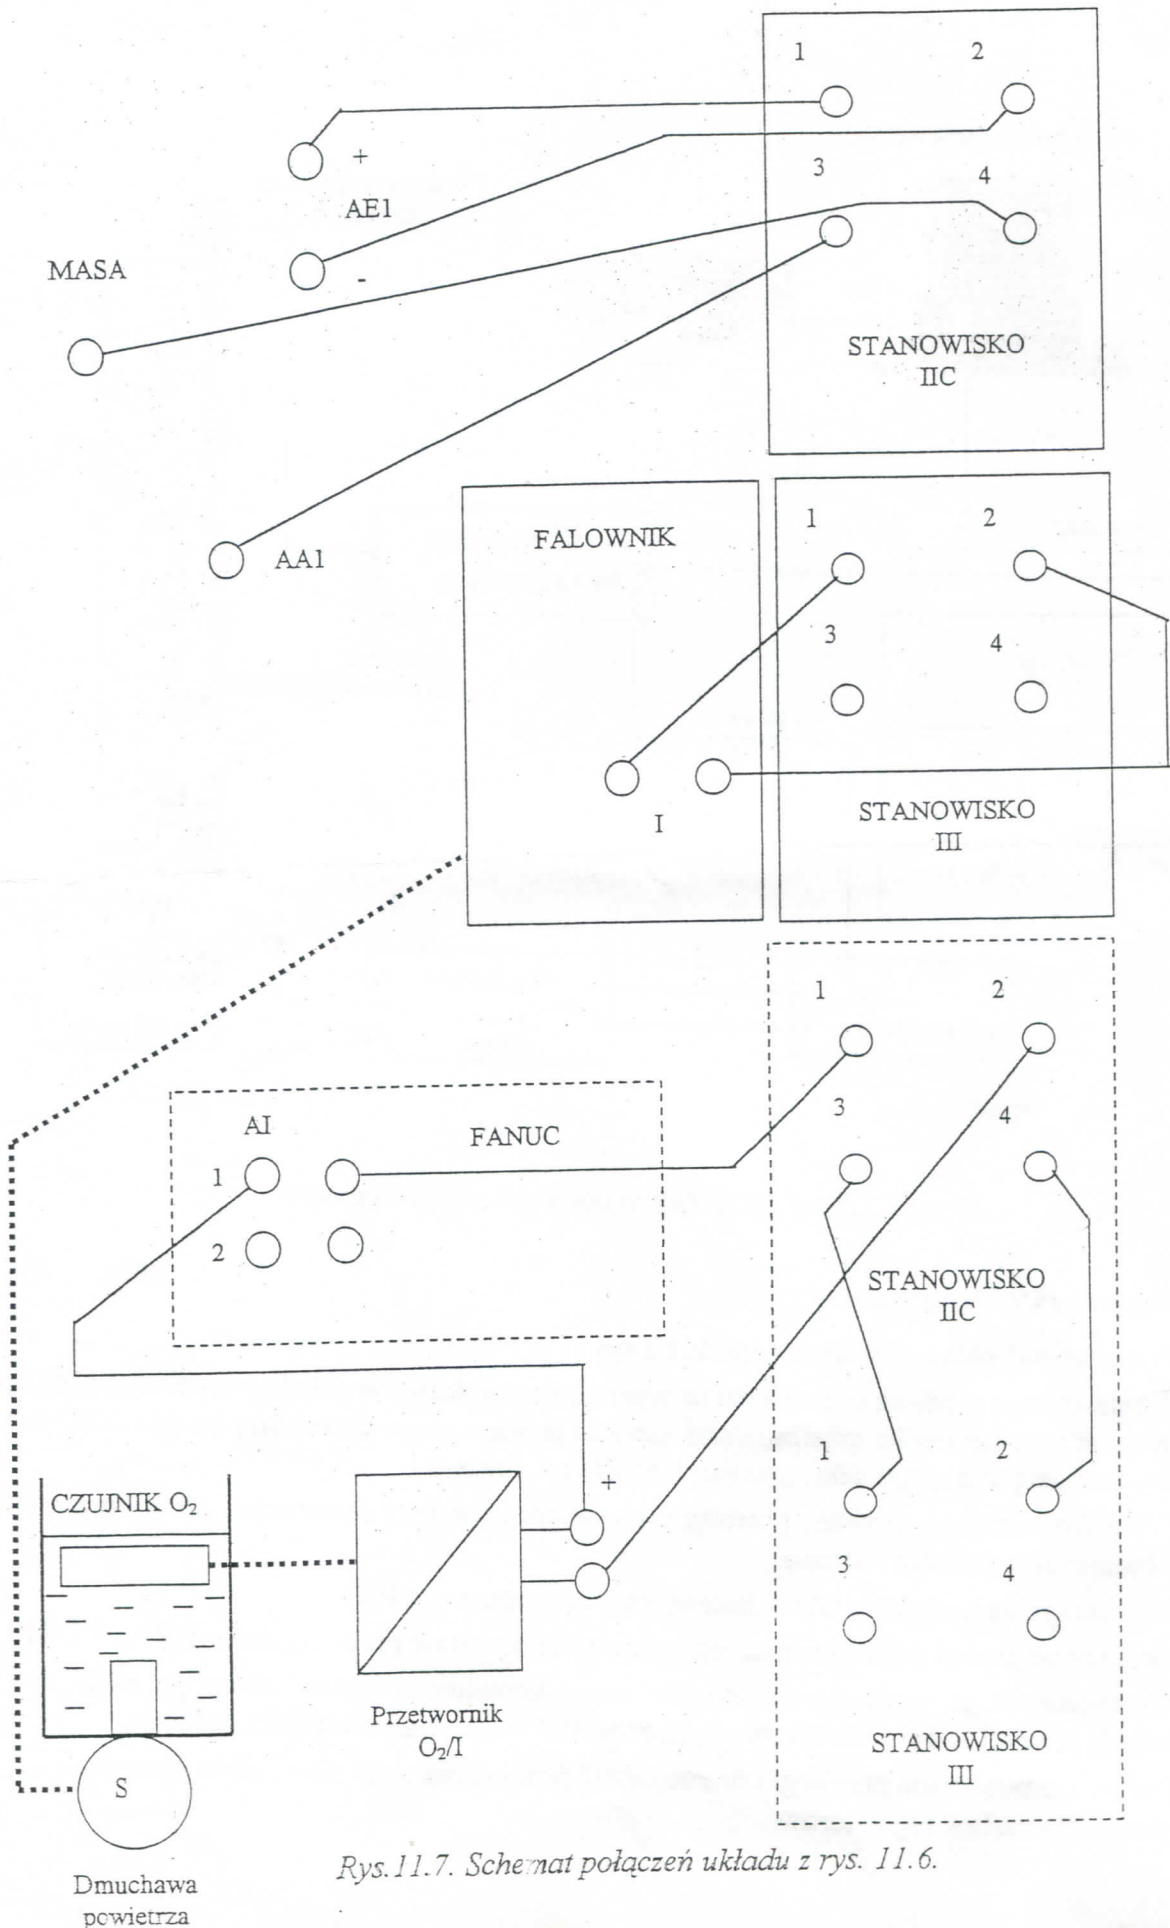 1 2
+
3 4
AE1
MASA
-
STANOWISKO
IIC
1 2
FALOWNIK
AA1
3 4
I
STANOWISKO
III
1 2
3 4
AI
FANUC
1
2
STANOWISKO
IIC
1 2
+
CZUJNIK O₂
3 4
Przetwornik
O₂/I
STANOWISKO
III
S
Rys.11.7. Schemat połączeń układu z rys. 11.6.
Dmuchawa
powietrza